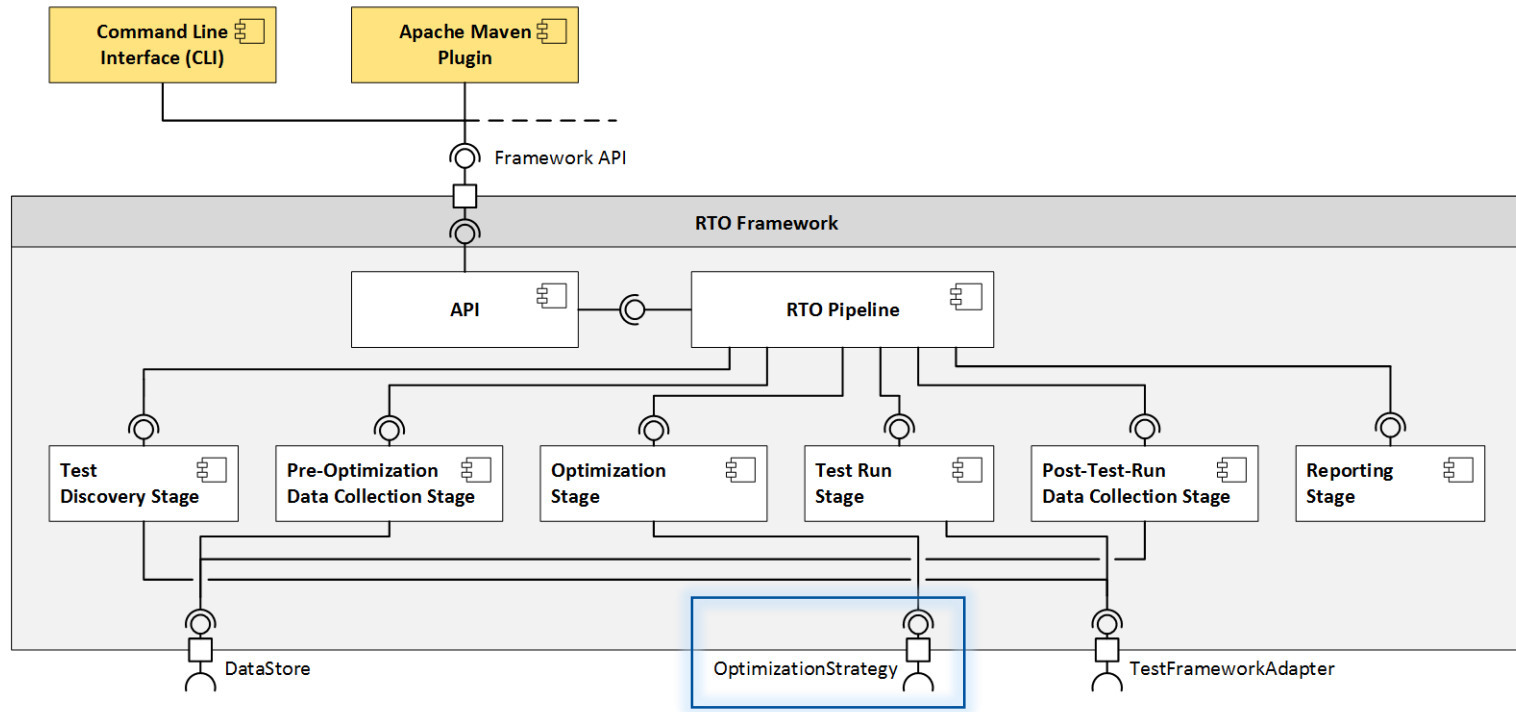 Command Line
Interface (CLI)
Apache Maven
Plugin
Framework API
RTO Framework
API
RTO Pipeline
Test
Discovery Stage
Pre-Optimization
Data Collection Stage
Optimization
Stage
Test Run
Stage
Post-Test-Run
Data Collection Stage
Reporting
Stage
DataStore
OptimizationStrategy
TestFrameworkAdapter